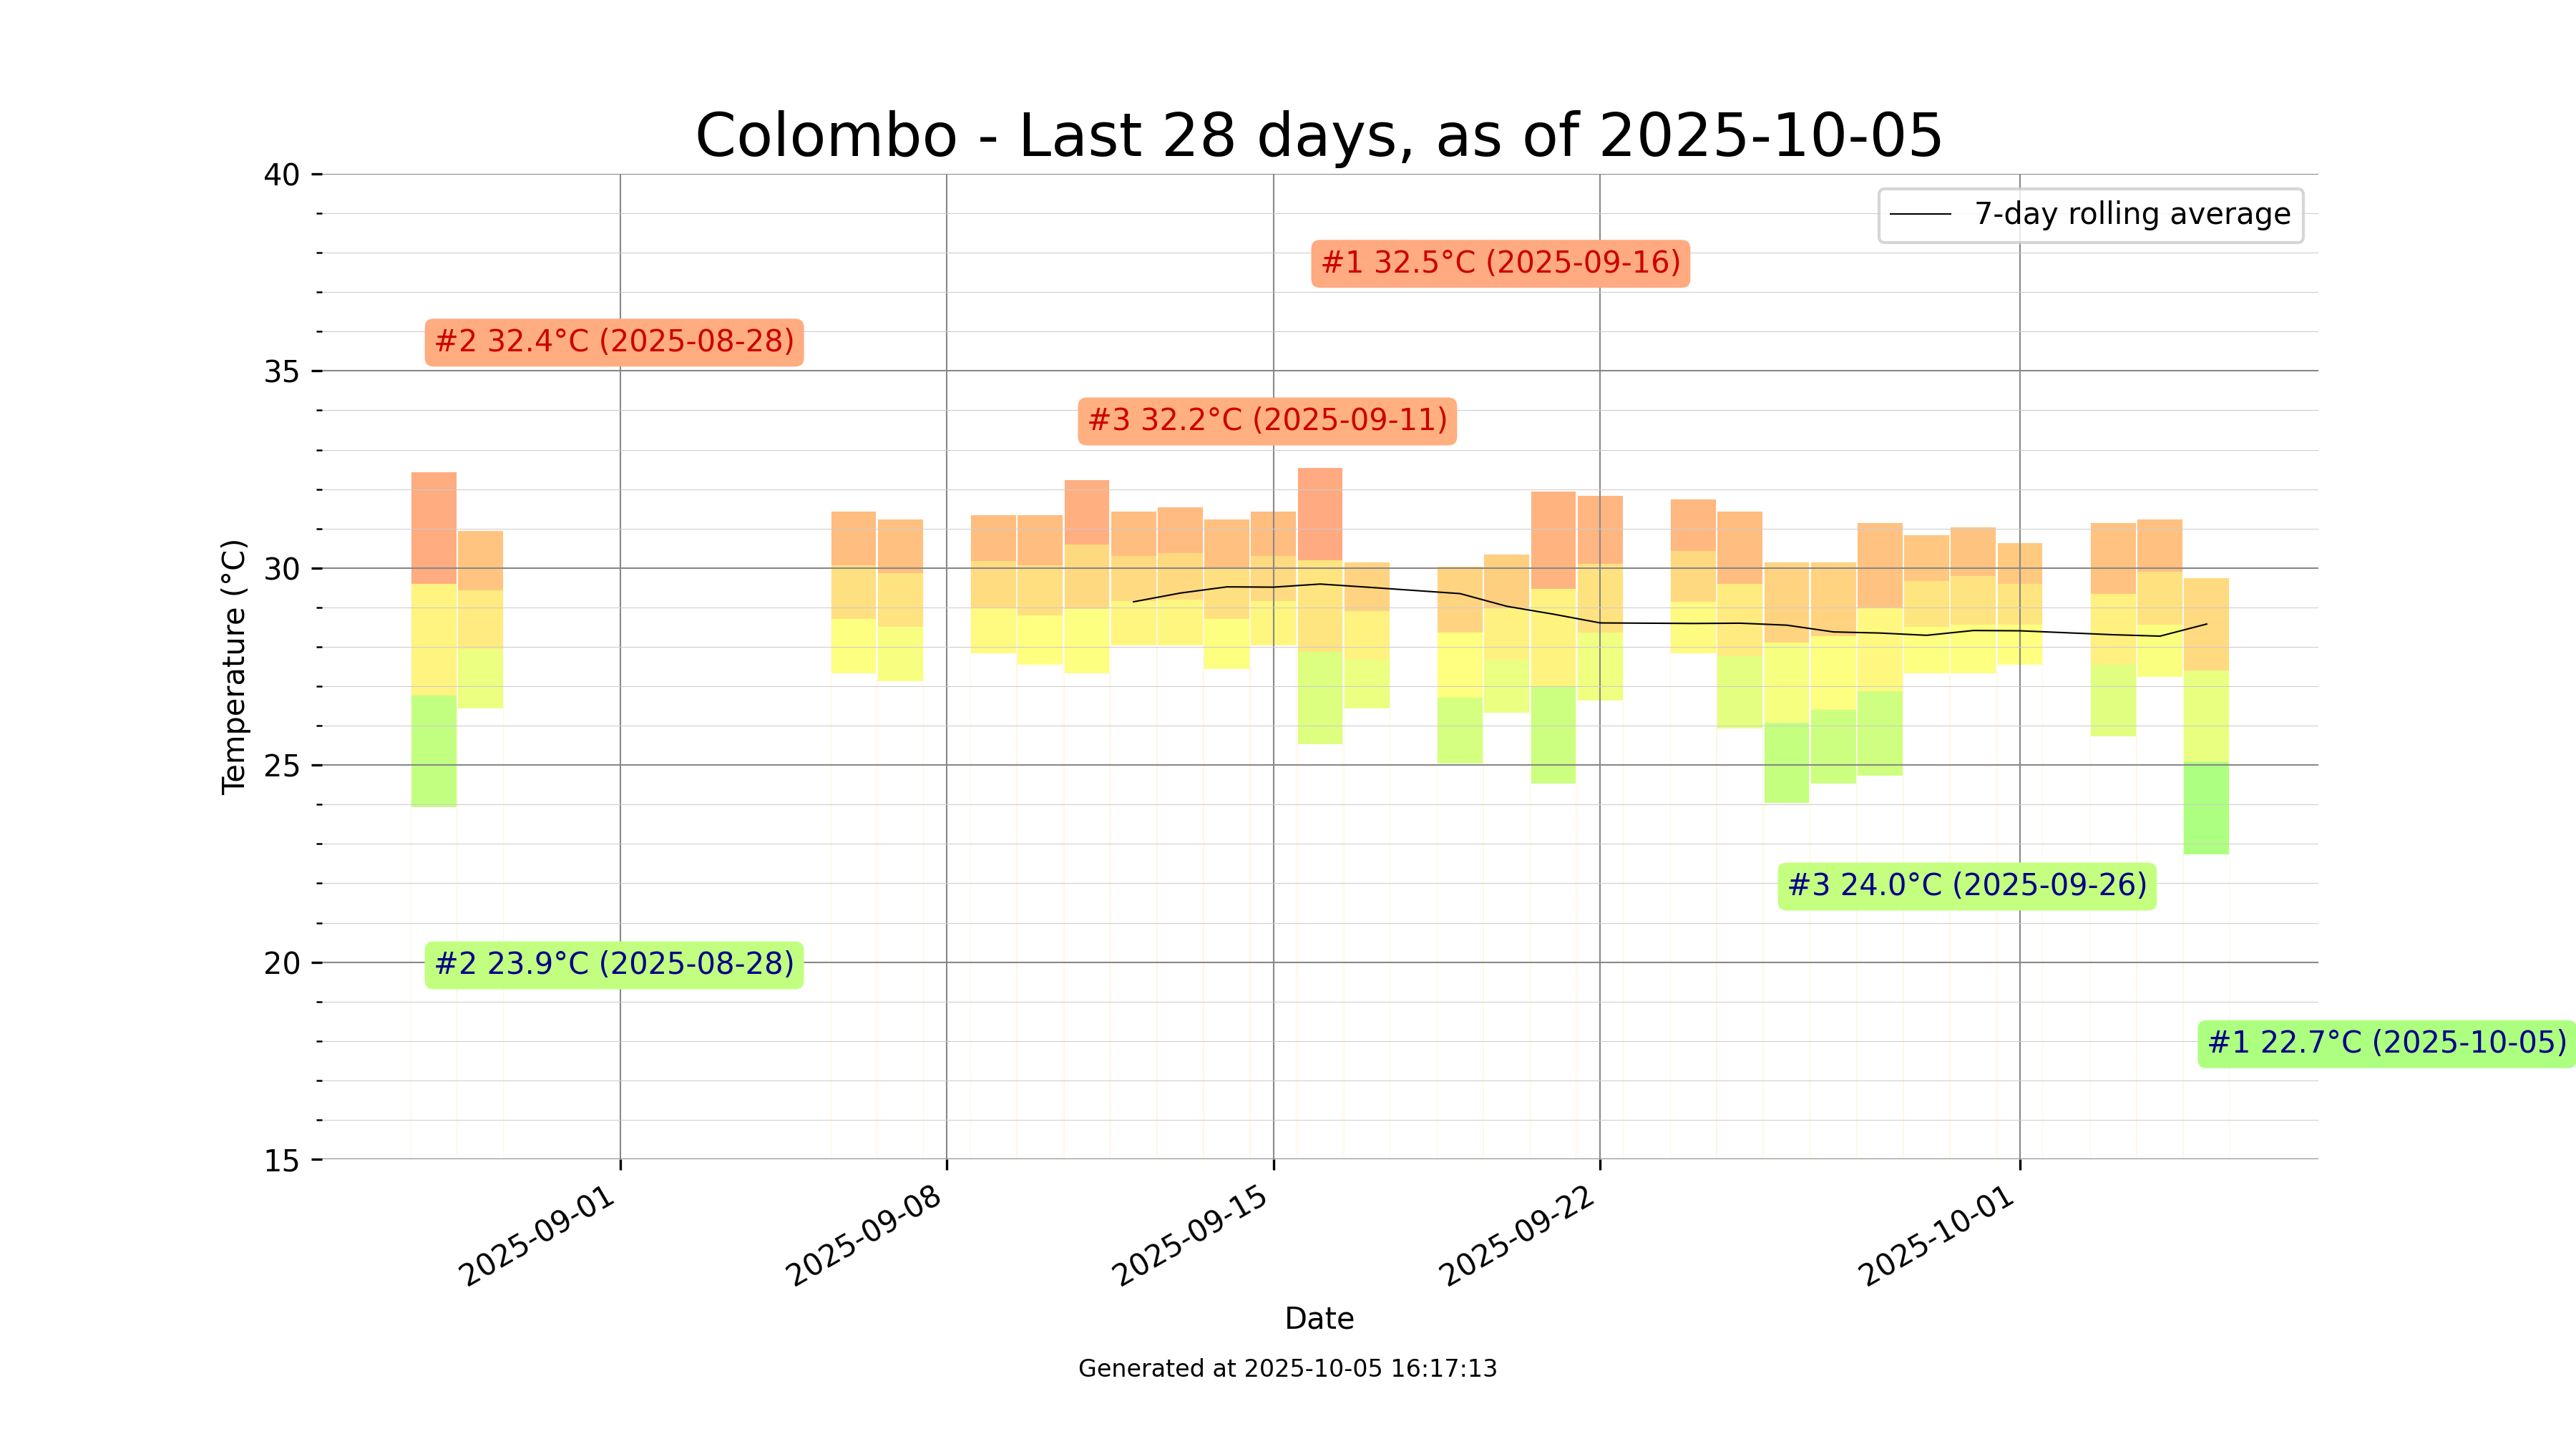 Colombo - Last 28 days, as of 2025-10-05
7-day rolling average
#1 32.5°C (2025-09-16)
#2 32.4°C (2025-08-28)
#3 32.2°C (2025-09-11)
#3 24.0°C (2025-09-26)
#2 23.9°C (2025-08-28)
#1 22.7°C (2025-10-05)
Temperature (°C)
40
35
30
25
20
15
2025-09-01
2025-09-08
2025-09-15
2025-09-22
2025-10-01
Date
Generated at 2025-10-05 16:17:13